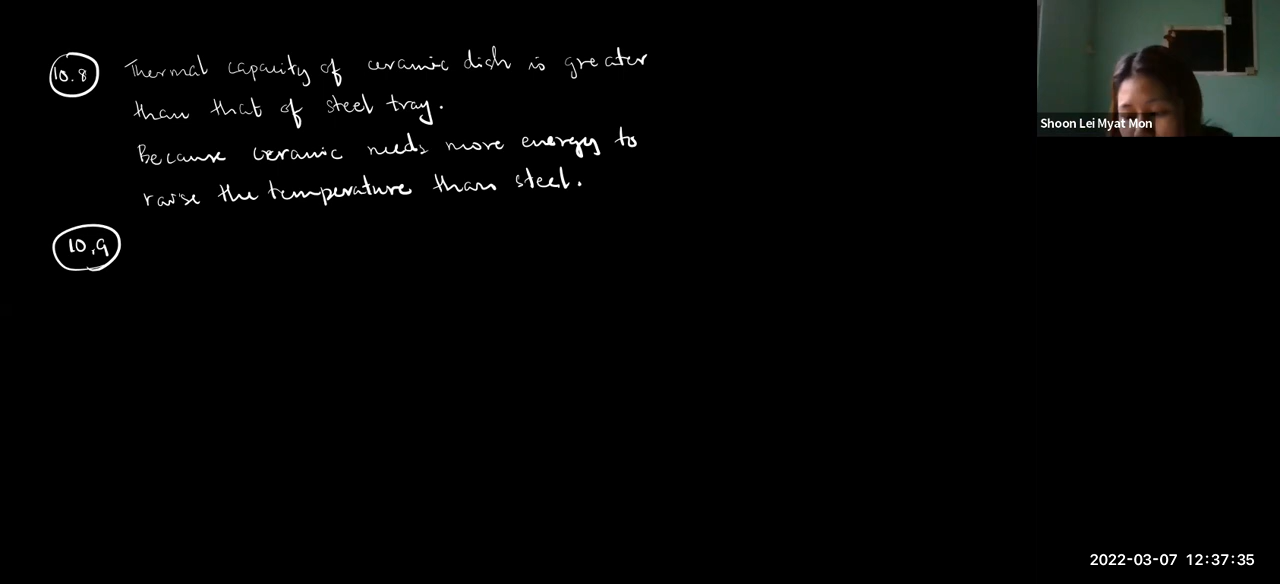 10.8 Thermal capacity of ceramic dish is greater
than that of steel tray.
Because ceramic needs more energy to
raise the temperature than steel.
10.9
Shoon Lei Myat Mon
2022-03-07 12:37:35